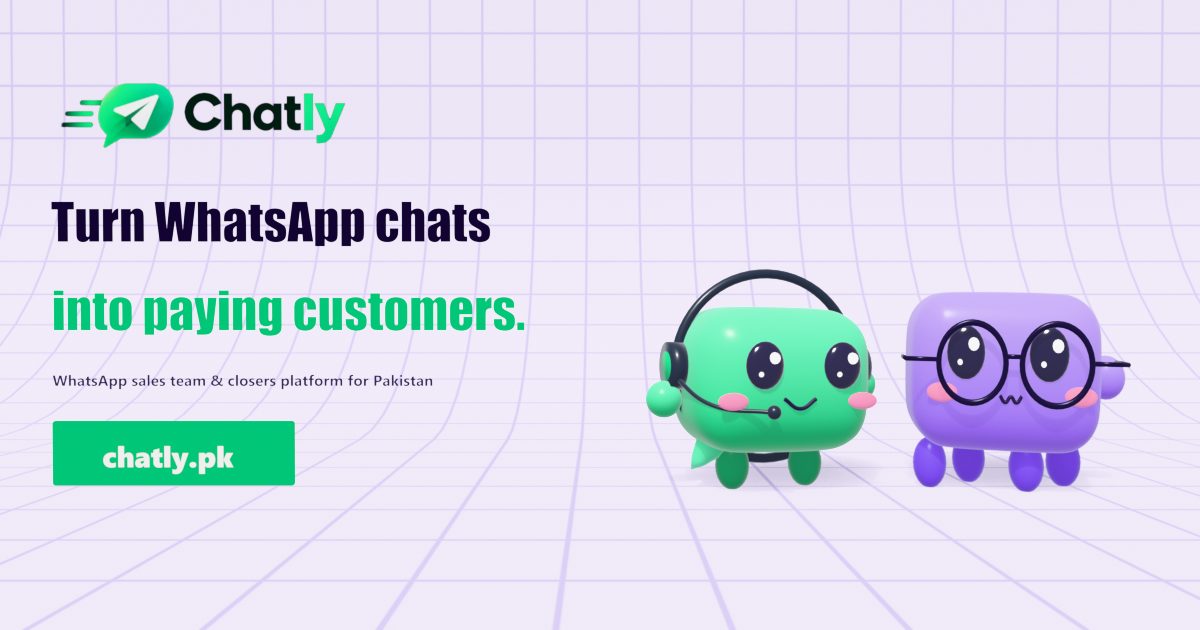 Chatly
Turn WhatsApp chats
into paying customers.
WhatsApp sales team & closers platform for Pakistan
chatly.pk